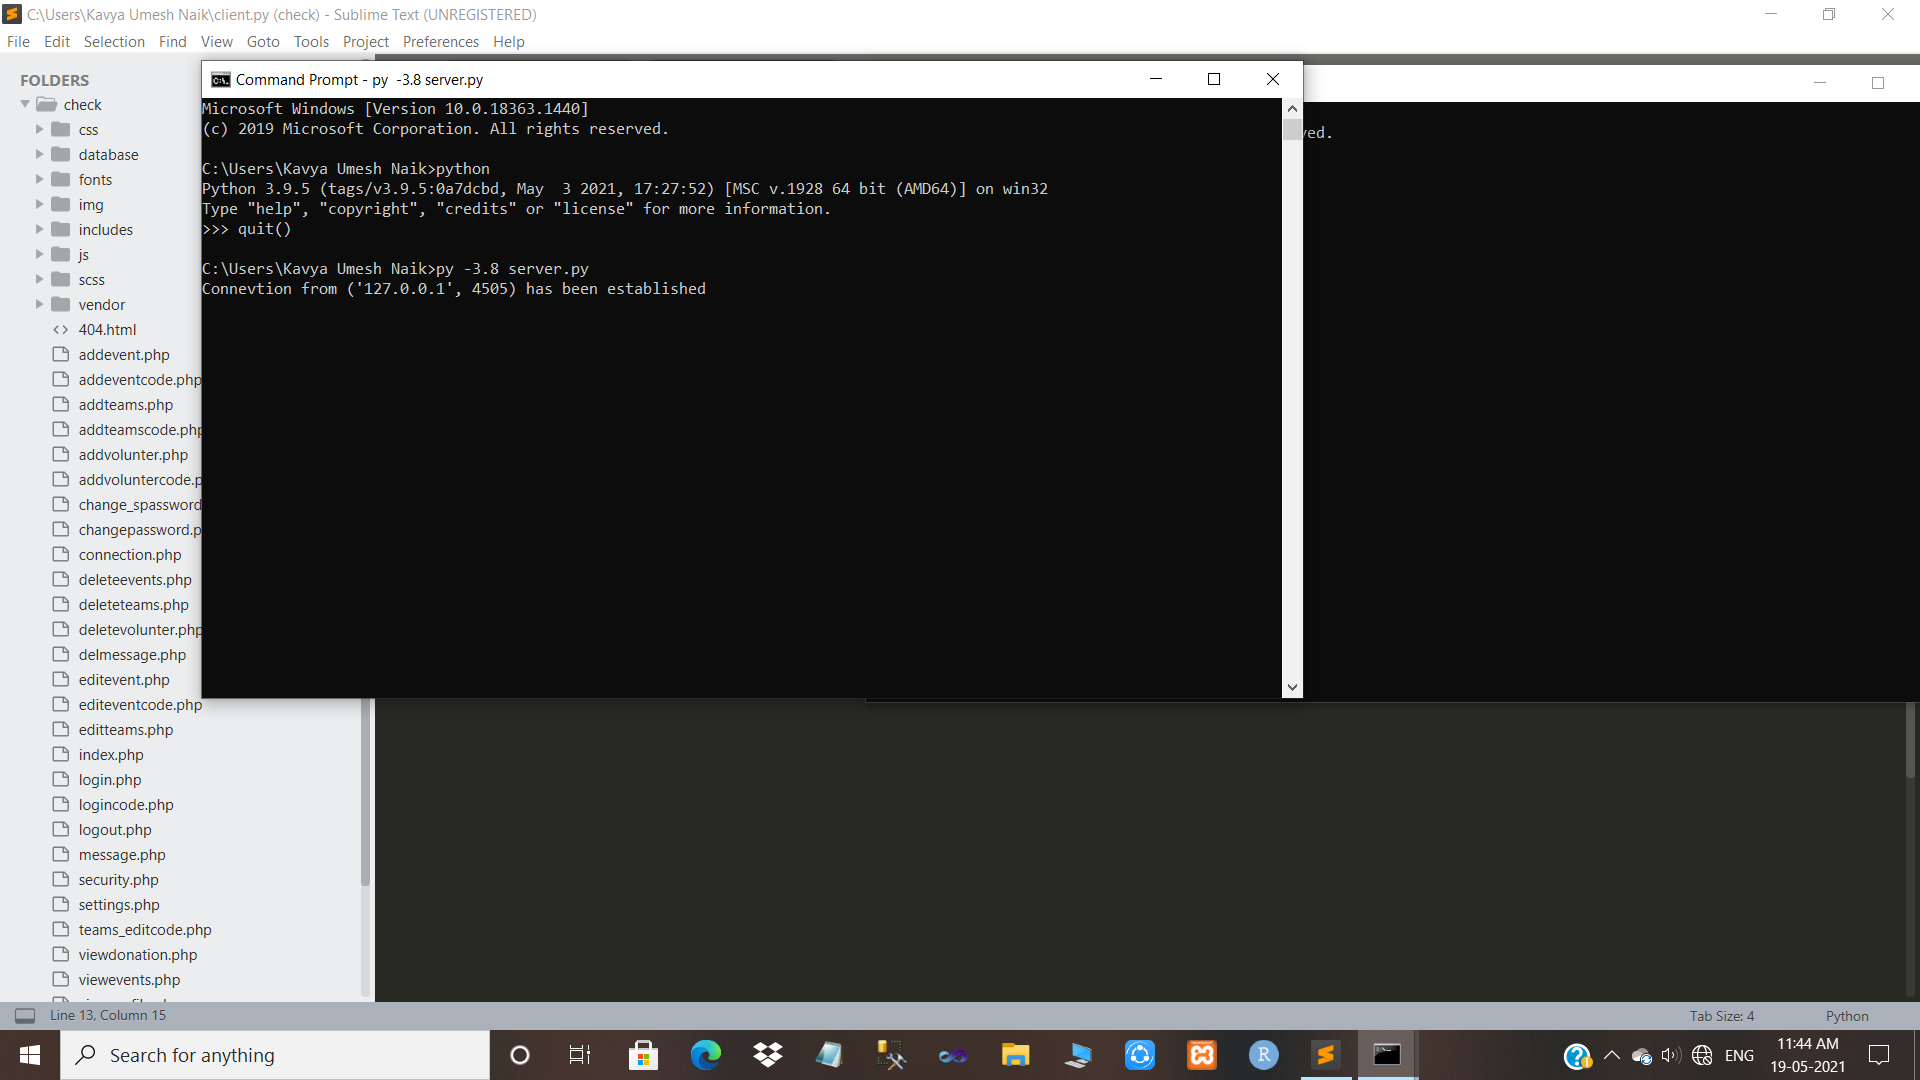 C:\Users\Kavya Umesh Naik\client.py (check) - Sublime Text (UNREGISTERED)
File Edit Selection Find View Goto Tools Project Preferences Help
FOLDERS
check
css
database
fonts
img
includes
js
scss
vendor
404.html
addevent.php
addeventcode.php
addteams.php
addteamscode.php
addvolunter.php
addvoluntercode.p
change_spassword
changepassword.p
connection.php
deleteevents.php
deleteteams.php
deletevolunter.php
delmessage.php
editevent.php
editeventcode.php
editteams.php
index.php
login.php
logincode.php
logout.php
message.php
security.php
settings.php
teams_editcode.php
viewdonation.php
viewevents.php
Command Prompt - py  -3.8 server.py
Microsoft Windows [Version 10.0.18363.1440]
(c) 2019 Microsoft Corporation. All rights reserved.
C:\Users\Kavya Umesh Naik>python
Python 3.9.5 (tags/v3.9.5:0a7dcbd, May  3 2021, 17:27:52) [MSC v.1928 64 bit (AMD64)] on win32
Type "help", "copyright", "credits" or "license" for more information.
>>> quit()
C:\Users\Kavya Umesh Naik>py -3.8 server.py
Connevtion from ('127.0.0.1', 4505) has been established
ved.
Line 13, Column 15
Tab Size: 4
Python
Search for anything
ENG
11:44 AM
19-05-2021